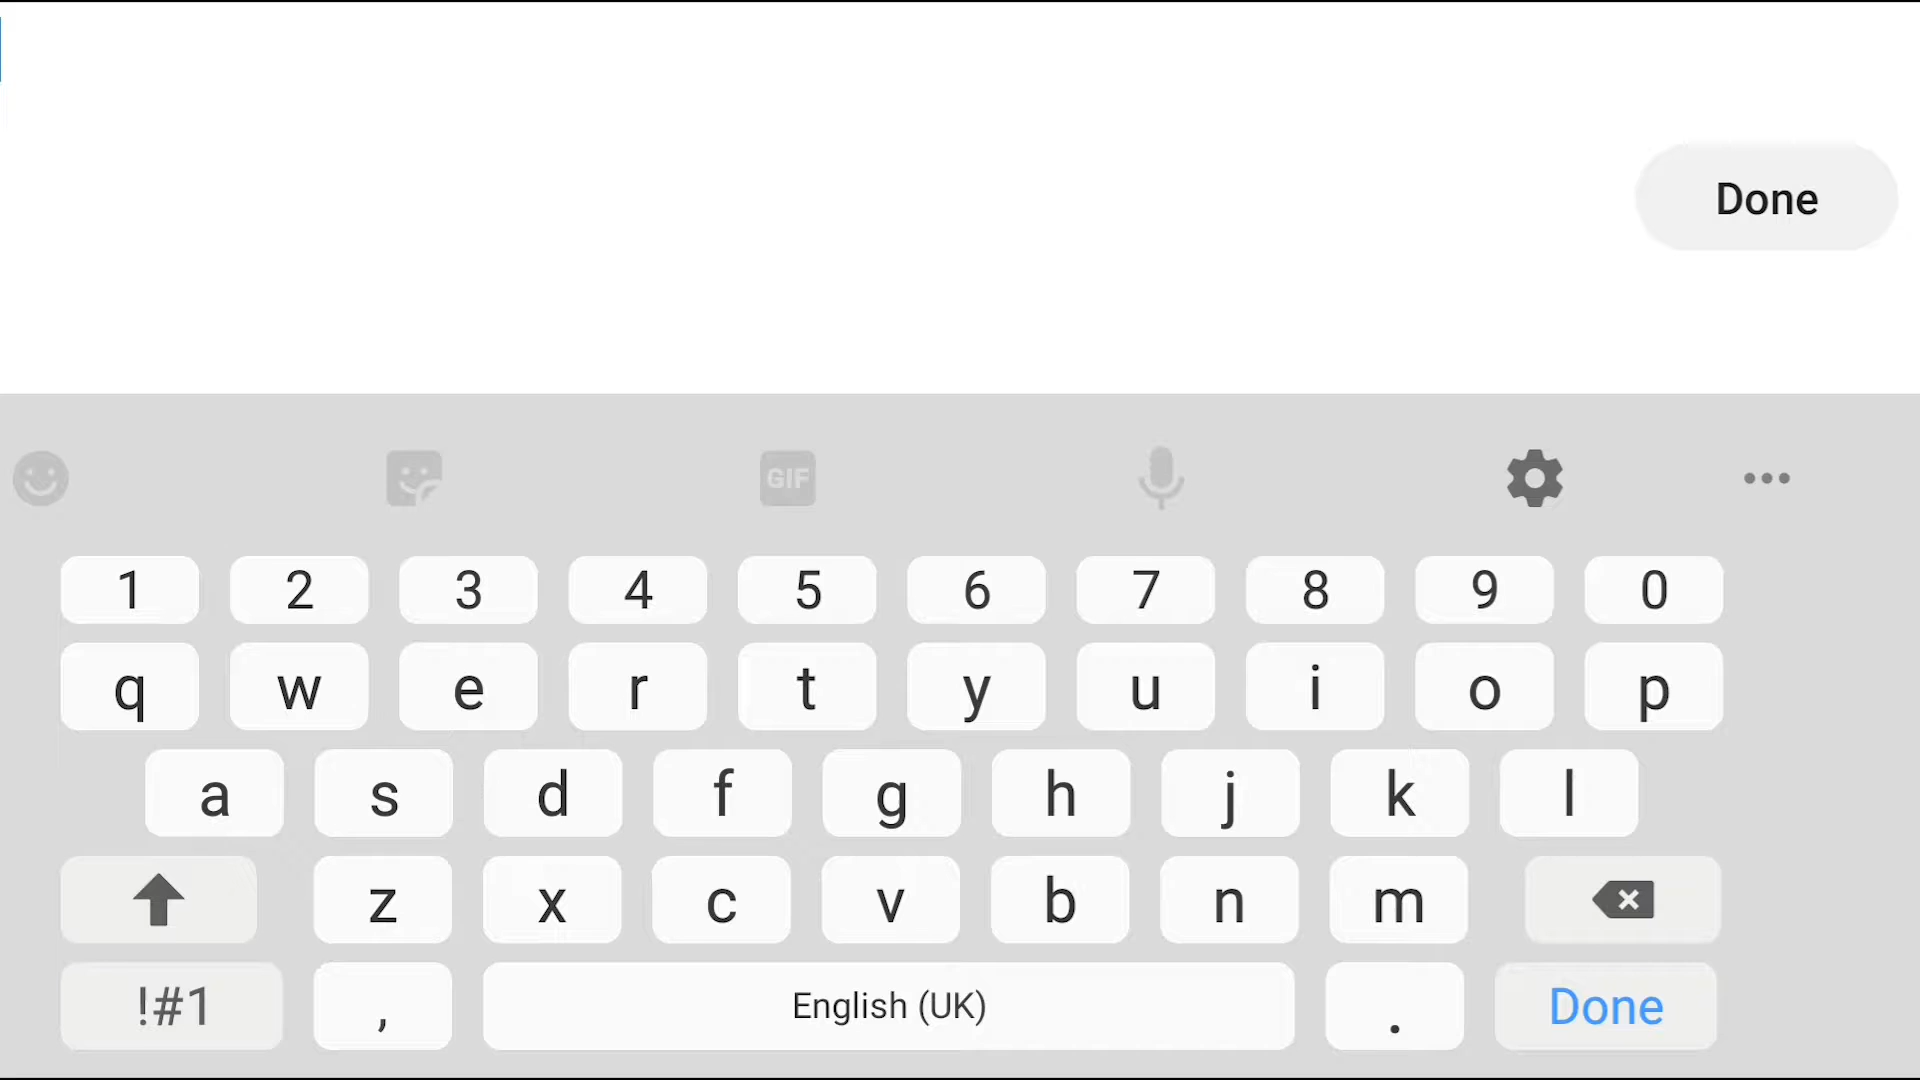 Done
GIF
1 2 3 4 5 6 7 8 9 0
q w e r t y u i o p
a s d f g h j k l
z x c v b n m
!#1 , English (UK) . Done